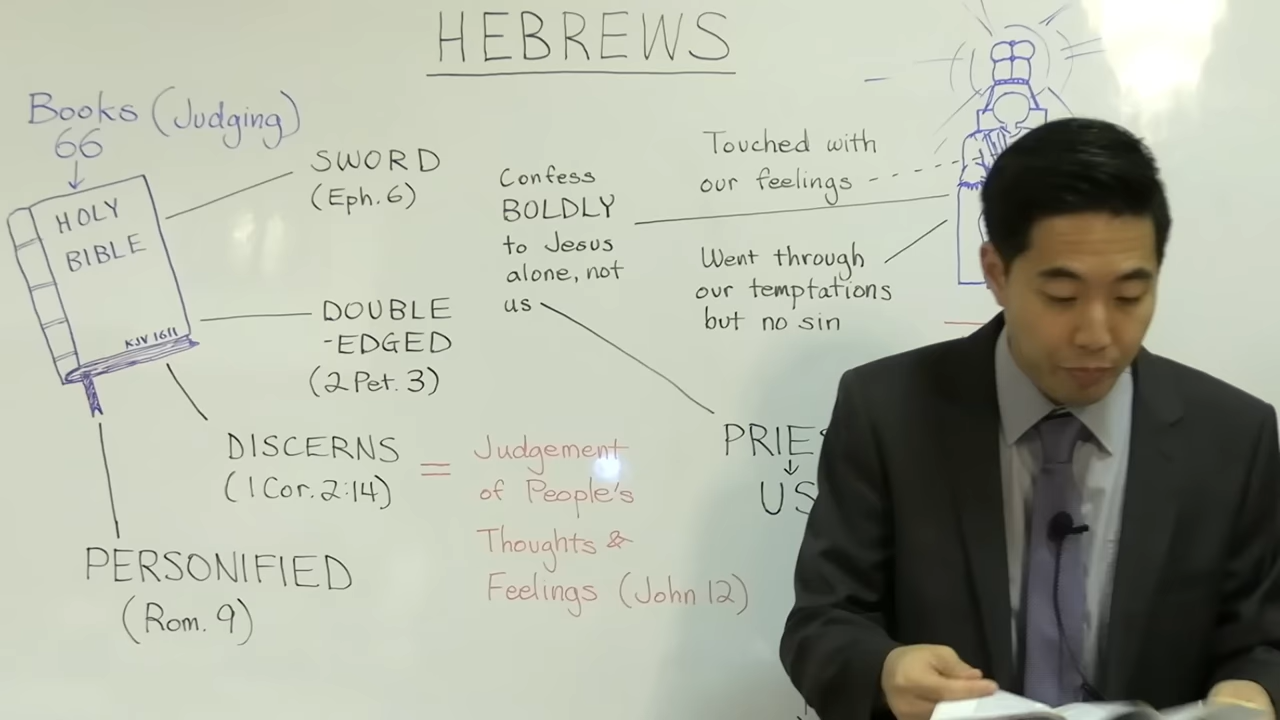 HEBREWS
Books (Judging)
66
HOLY
BIBLE
KJV 1611
SWORD
(Eph. 6)
DOUBLE
-EDGED
(2 Pet. 3)
DISCERNS
(1 Cor. 2:14)
=
Judgement
of People's
Thoughts &
Feelings (John 12)
PERSONIFIED
(Rom. 9)
Confess
BOLDLY
to Jesus
alone, not
us
Touched with
our feelings
Went through
our temptations
but no sin
US